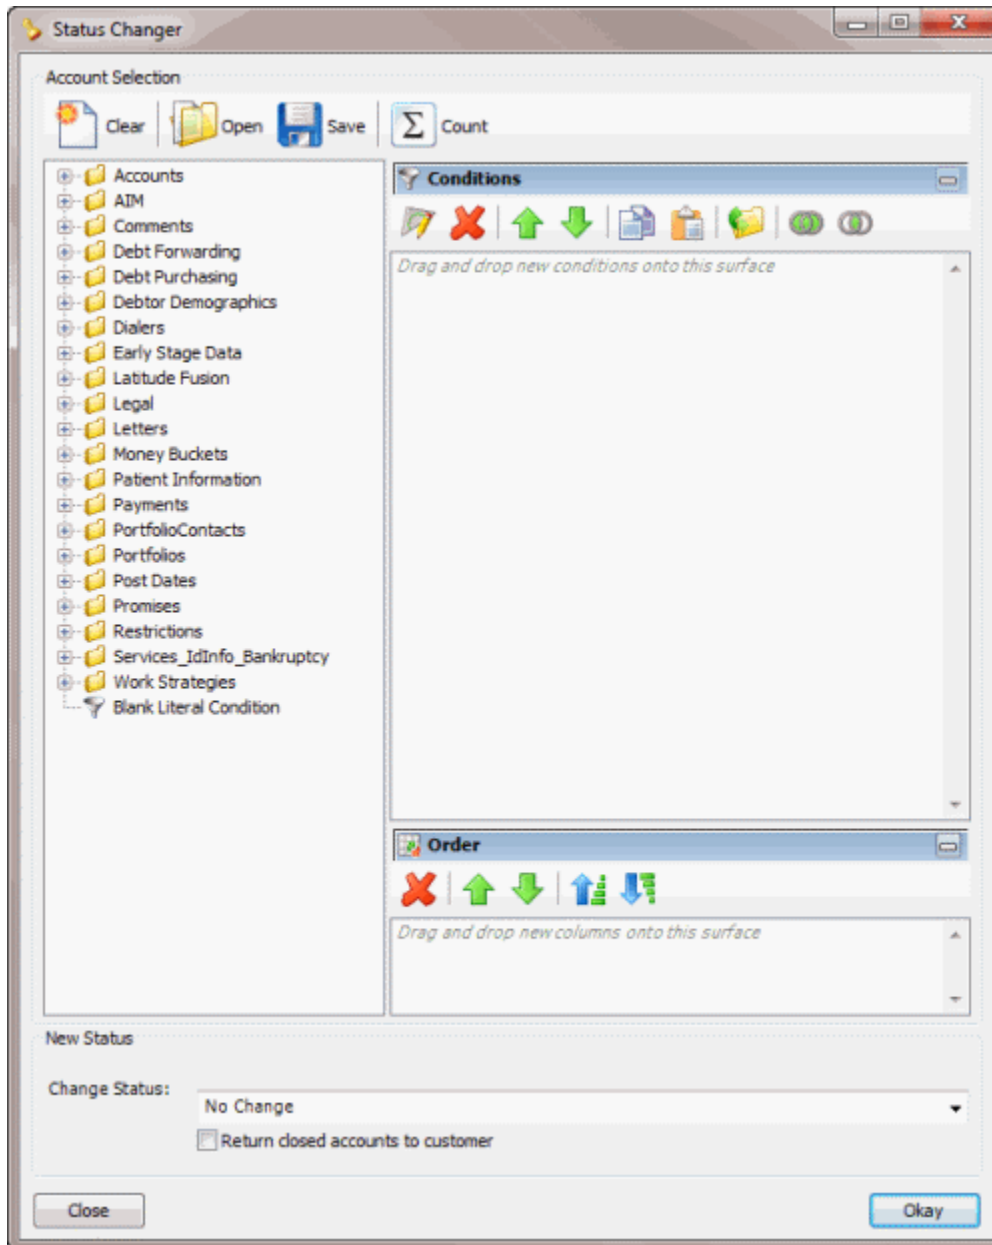 Status Changer
Account Selection
Clear Open Save Σ Count
Accounts
AIM
Comments
Debt Forwarding
Debt Purchasing
Debtor Demographics
Dialers
Early Stage Data
Latitude Fusion
Legal
Letters
Money Buckets
Patient Information
Payments
PortfolioContacts
Portfolios
Post Dates
Promises
Restrictions
Services_IdInfo_Bankruptcy
Work Strategies
Blank Literal Condition
Conditions
Drag and drop new conditions onto this surface
Order
Drag and drop new columns onto this surface
New Status
Change Status:
No Change
Return closed accounts to customer
Close
Okay